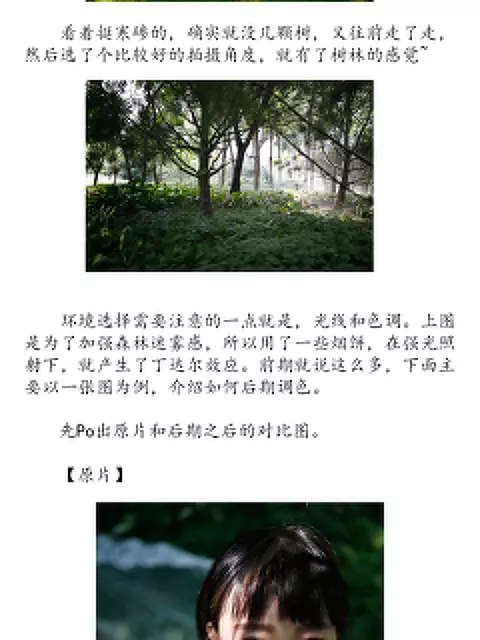 看着挺寒碜的，确实就没几颗树，又往前走了走，
然后选了个比较好的拍摄角度，就有了树林的感觉~
环境选择需要注意的一点就是，光线和色调。上图
是为了加强森林迷雾感，所以用了一些烟饼，在强光照
射下，就产生了丁达尔效应。前期就说这么多，下面主
要以一张图为例，介绍如何后期调色。
先Po出原片和后期之后的对比图。
【原片】